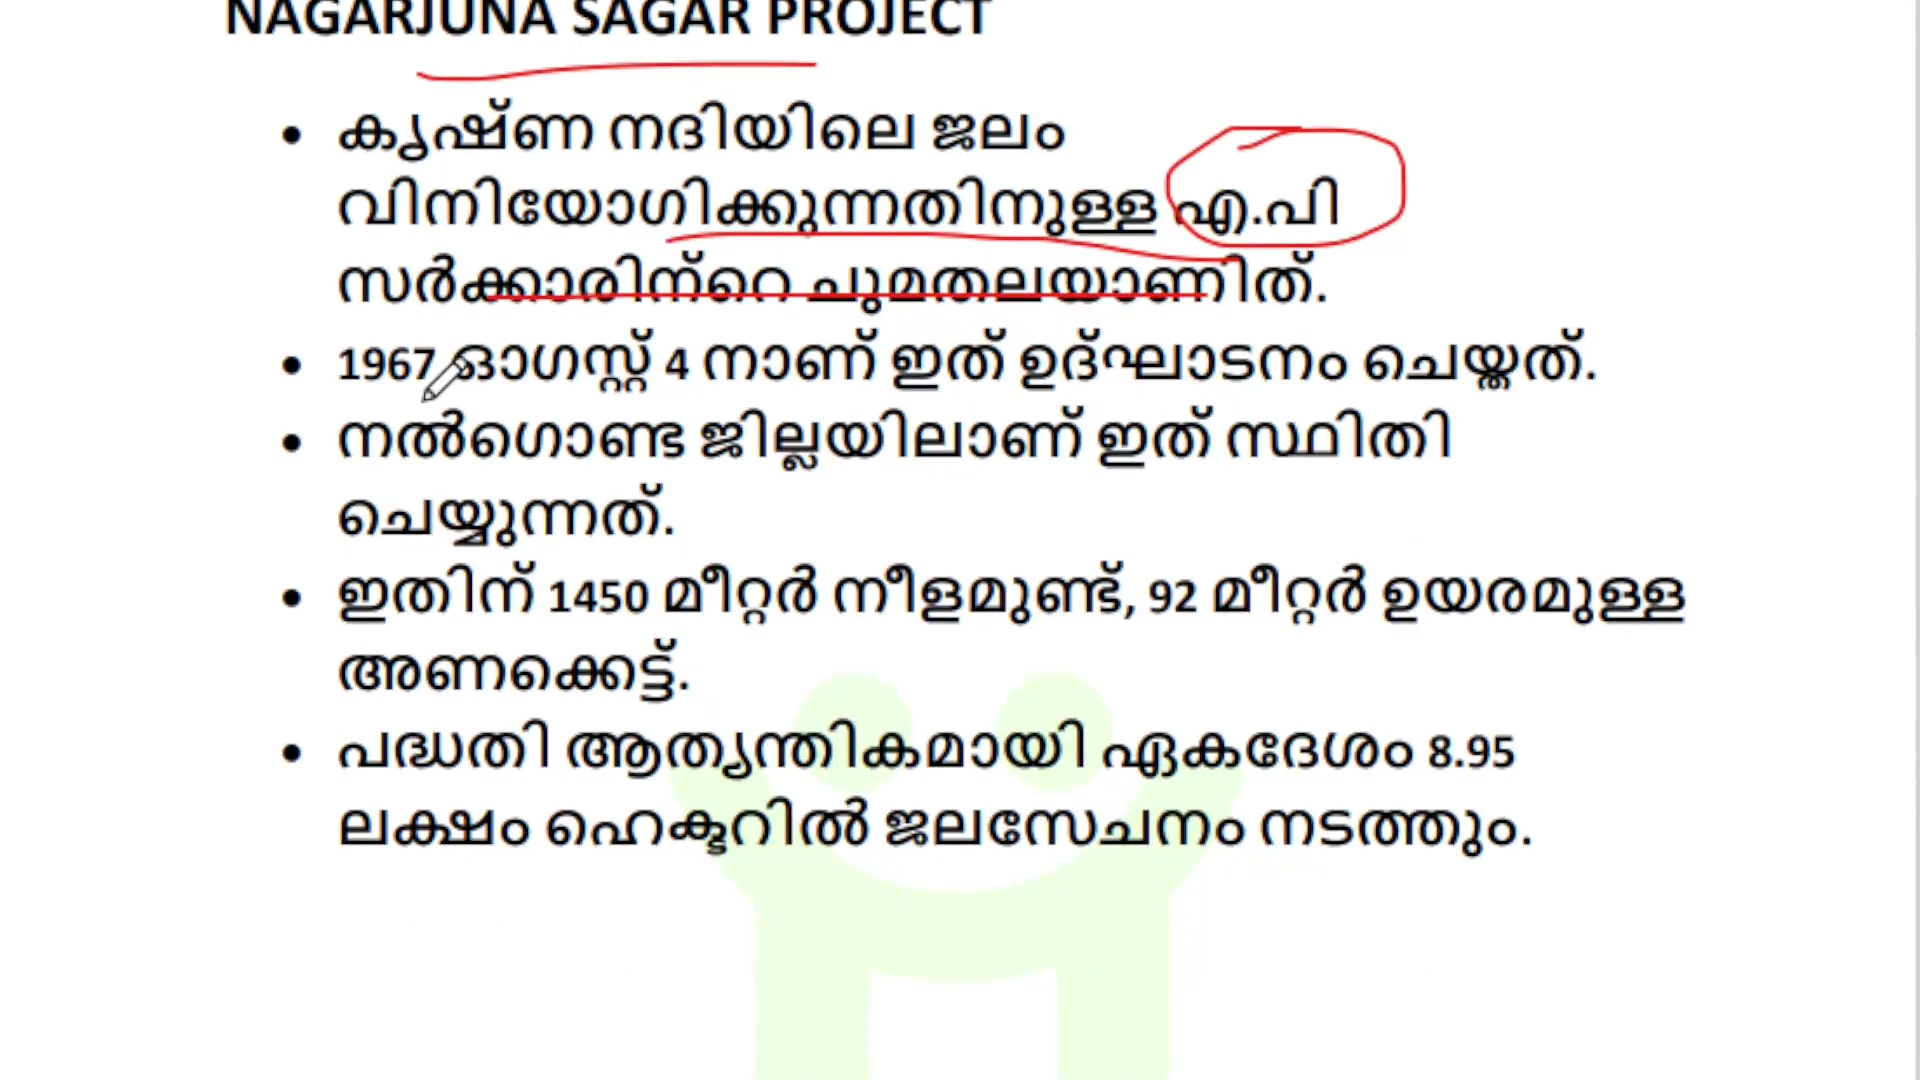 NAGARJUNA SAGAR PROJECT
• കൃഷ്ണ നദിയിലെ ജലം
വിനിയോഗിക്കുന്നതിനുള്ള എ.പി
സർക്കാരിന്റെ ചുമതലയാണിത്.
• 1967 ഓഗസ്റ്റ് 4 നാണ് ഇത് ഉദ്ഘാടനം ചെയ്തത്.
• നൽഗൊണ്ട ജില്ലയിലാണ് ഇത് സ്ഥിതി
ചെയ്യുന്നത്.
• ഇതിന് 1450 മീറ്റർ നീളമുണ്ട്, 92 മീറ്റർ ഉയരമുള്ള
അണക്കെട്ട്.
• പദ്ധതി ആത്യന്തികമായി ഏകദേശം 8.95
ലക്ഷം ഹെക്ടറിൽ ജലസേചനം നടത്തും.